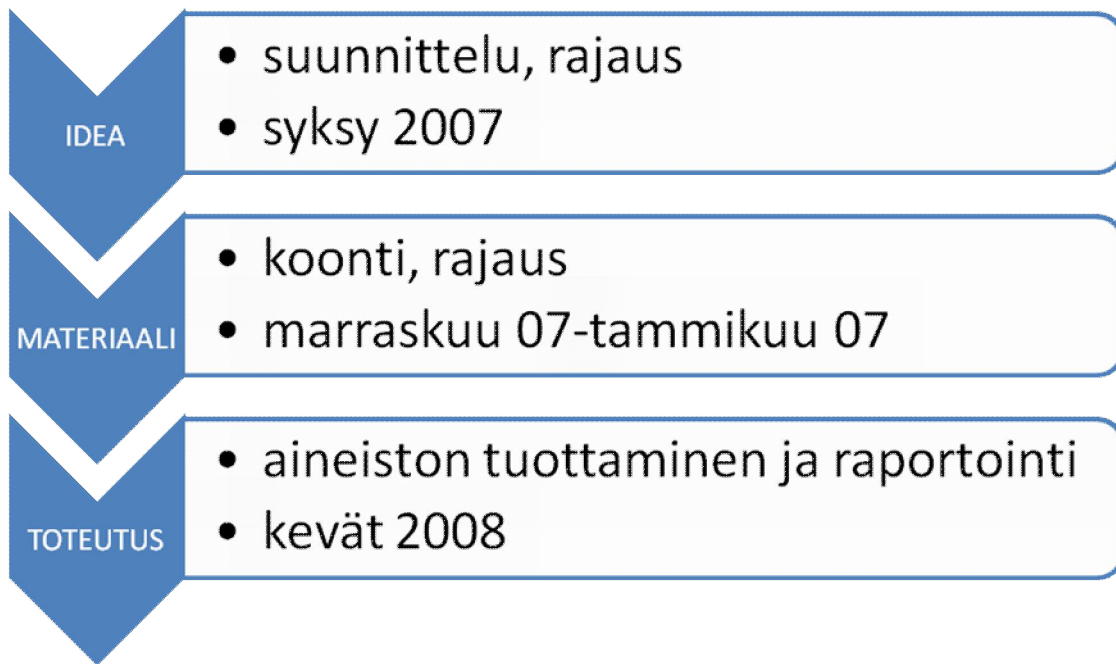 IDEA
• suunnittelu, rajaus
• syksy 2007
MATERIAALI
• koonti, rajaus
• marraskuu 07-tammikuu 07
TOTEUTUS
• aineiston tuottaminen ja raportointi
• kevät 2008